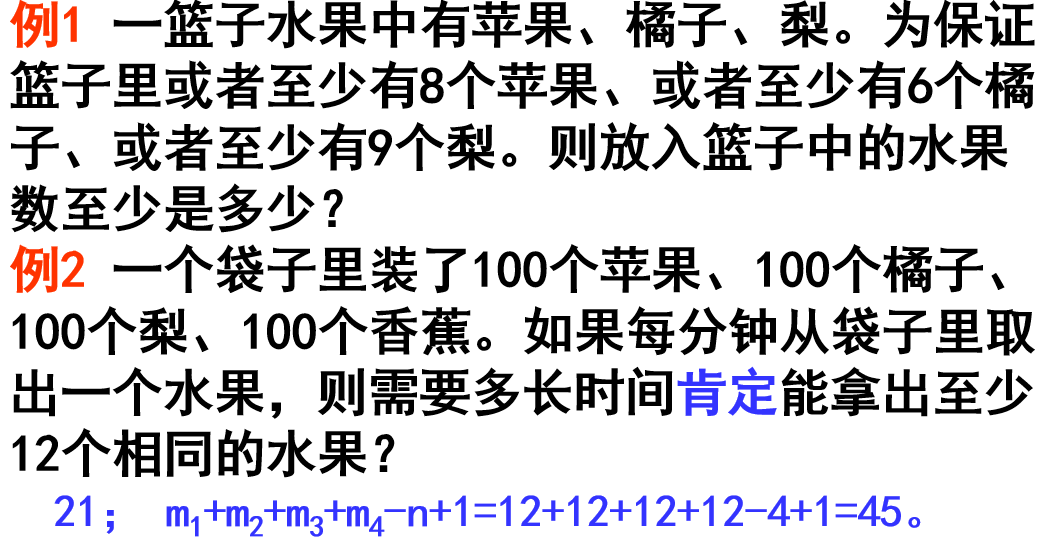 例1 一篮子水果中有苹果、橘子、梨。为保证
篮子里或者至少有8个苹果、或者至少有6个橘
子、或者至少有9个梨。则放入篮子中的水果
数至少是多少？
例2 一个袋子里装了100个苹果、100个橘子、
100个梨、100个香蕉。如果每分钟从袋子里取
出一个水果，则需要多长时间肯定能拿出至少
12个相同的水果？
21； m₁+m₂+m₃+m₄-n+1=12+12+12+12-4+1=45。